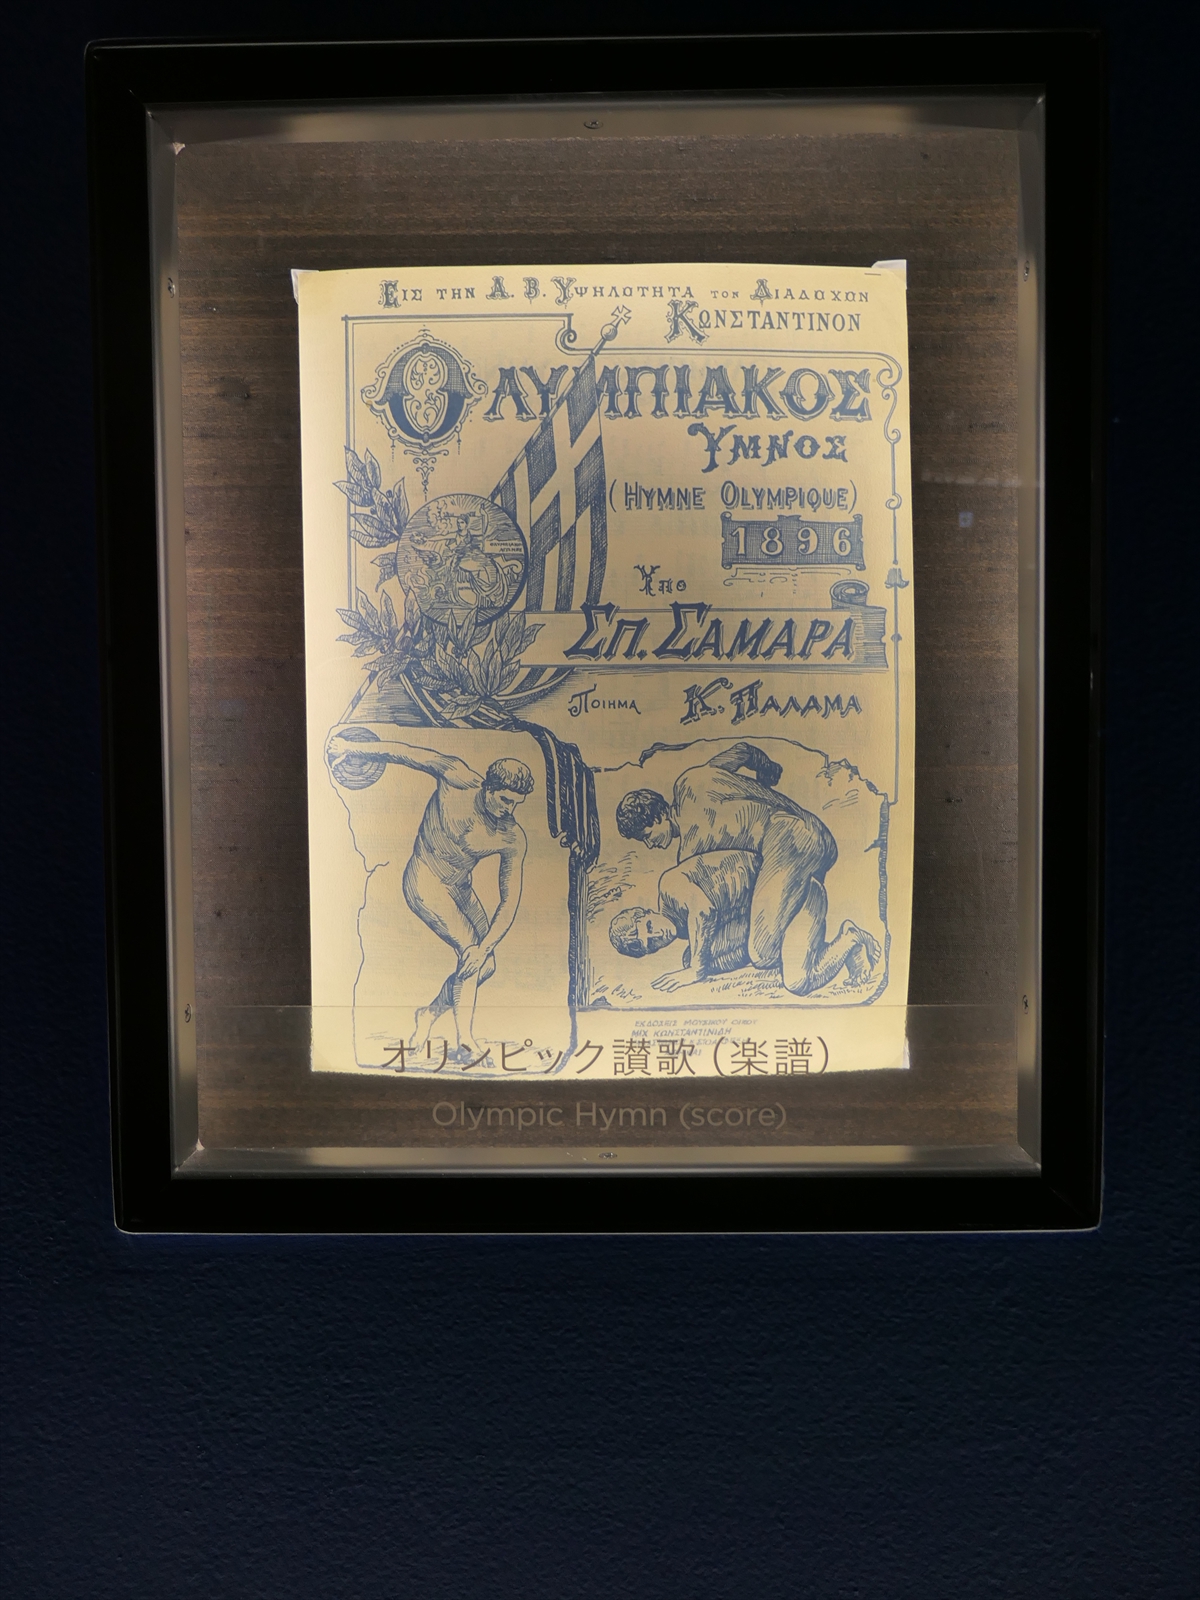 Εις την Α. Β. Υψηλοτητα τον Διαδοχον
Κωνσταντινον
Ολυμπιακος
Υμνος
(Hymne Olympique)
1896
Υπο
Σπ. Σαμαρα
Ποιημα Κ. Παλαμα
ΕΚΔΟΣΕΙΣ ΜΟΥΣΙΚΟΥ ΟΙΚΟΥ
ΜΙΧ ΚΩΝΣΤΑΝΤΙΝΙΔΗ
オリンピック讃歌（楽譜）
Olympic Hymn (score)